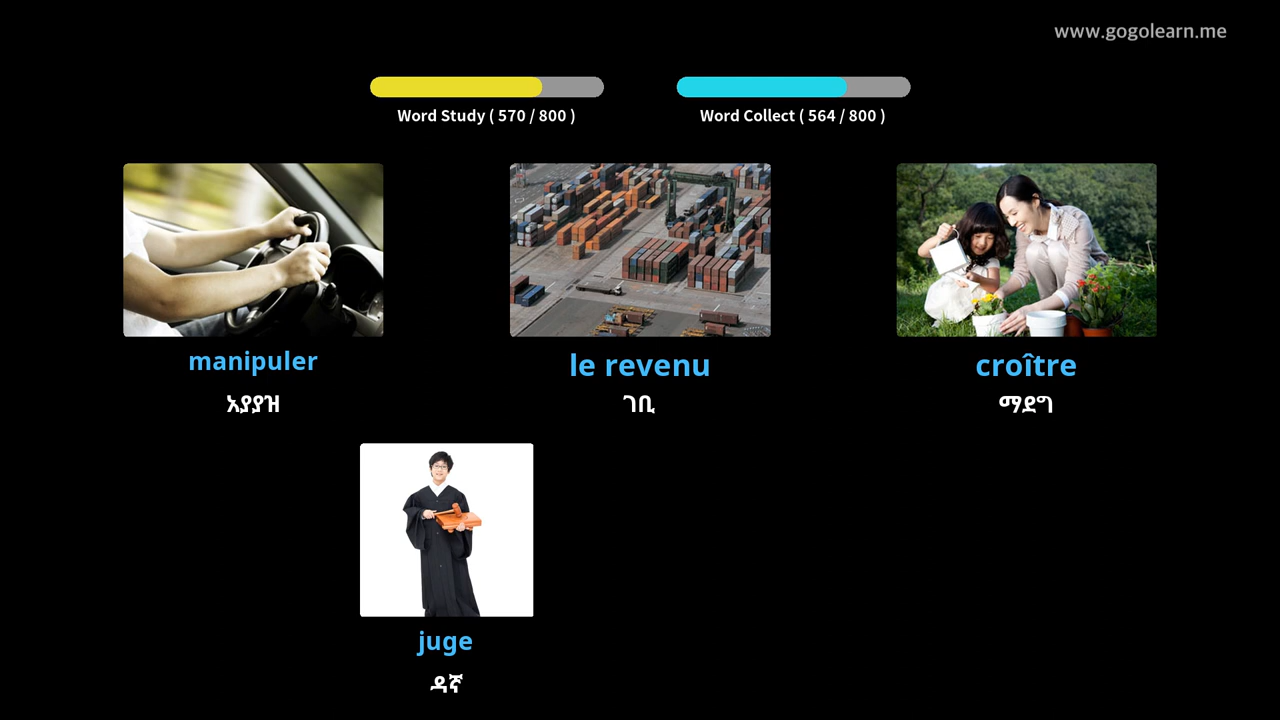 www.gogolearn.me
Word Study ( 570 / 800 )
Word Collect ( 564 / 800 )
manipuler
አያያዝ
le revenu
ገቢ
croître
ማደግ
juge
ዳኛ